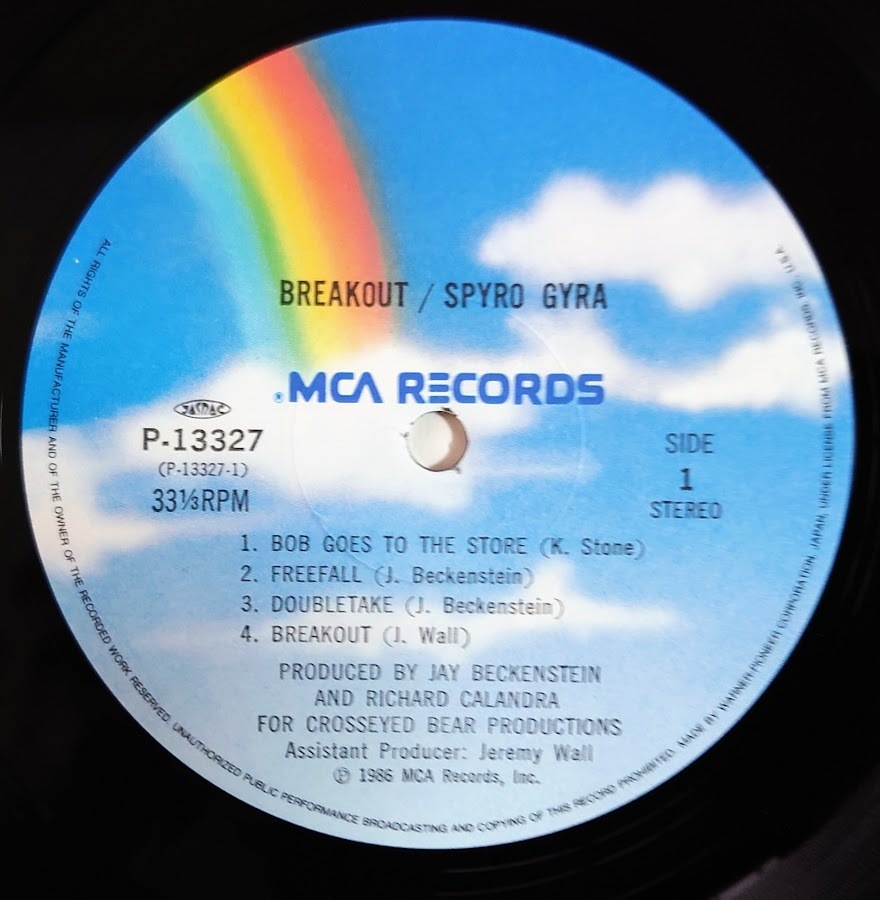 BREAKOUT / SPYRO GYRA
®MCA RECORDS
JASRAC
P-13327
(P-13327-1)
33⅓RPM
SIDE
1
STEREO
1. BOB GOES TO THE STORE (K. Stone)
2. FREEFALL (J. Beckenstein)
3. DOUBLETAKE (J. Beckenstein)
4. BREAKOUT (J. Wall)
PRODUCED BY JAY BECKENSTEIN
AND RICHARD CALANDRA
FOR CROSSEYED BEAR PRODUCTIONS
Assistant Producer: Jeremy Wall
℗ 1986 MCA Records, Inc.
ALL RIGHTS OF THE MANUFACTURER AND OF THE OWNER OF THE RECORDED WORK RESERVED. UNAUTHORIZED PUBLIC PERFORMANCE BROADCASTING AND COPYING OF THIS RECORD PROHIBITED. MADE BY WARNER-PIONEER CORPORATION, JAPAN, UNDER LICENSE FROM MCA RECORDS, INC. USA